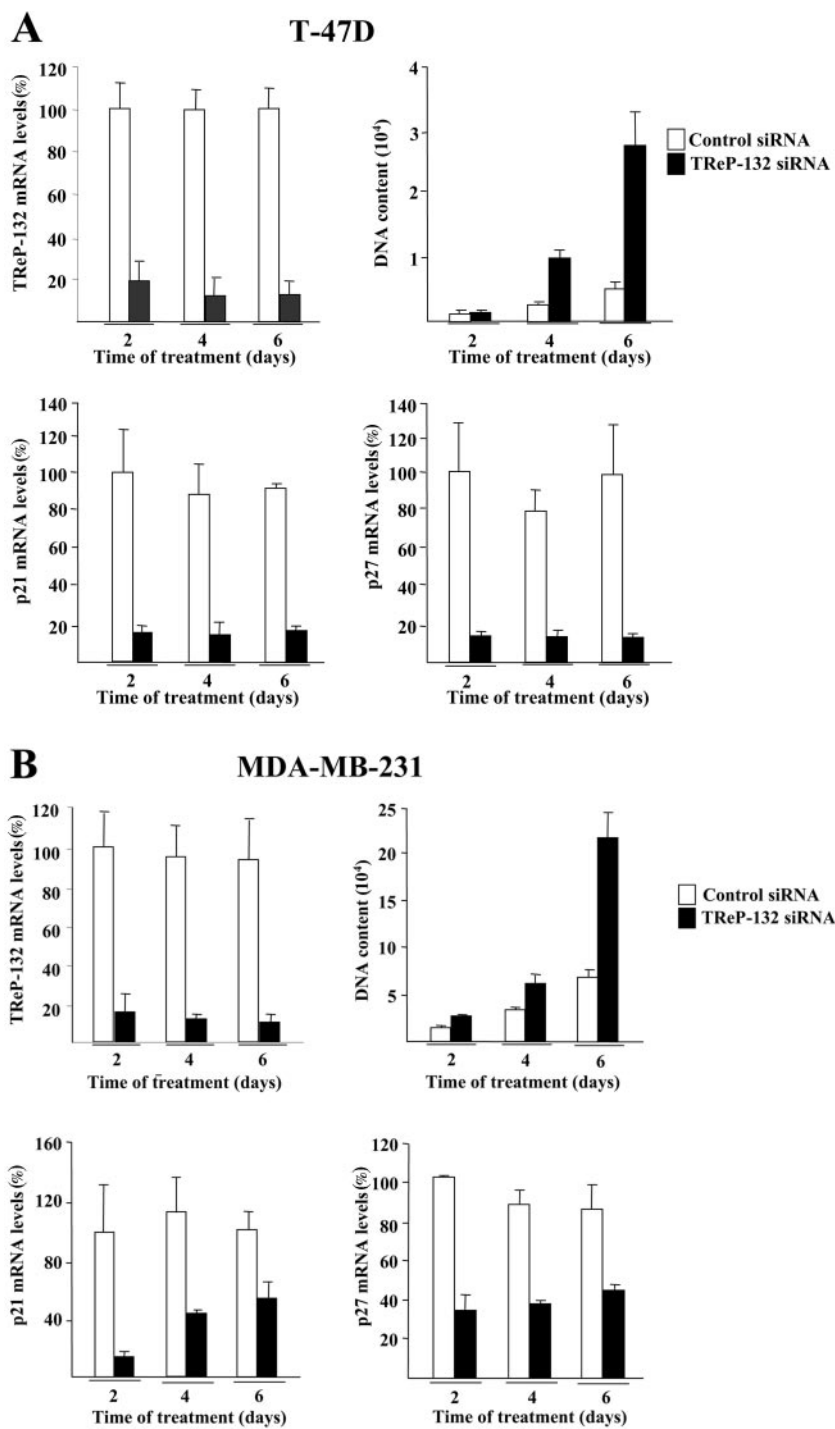 A
T-47D
TReP-132 mRNA levels(%)
120
100
80
60
40
20
2
4
6
Time of treatment (days)
DNA content (10⁴)
4
3
2
1
2
4
6
Time of treatment (days)
Control siRNA
TReP-132 siRNA
p21 mRNA levels(%)
140
120
100
80
60
40
20
2
4
6
Time of treatment (days)
p27 mRNA levels(%)
140
120
100
80
60
40
20
2
4
6
Time of treatment (days)
B
MDA-MB-231
TReP-132 mRNA levels(%)
120
100
80
60
40
20
2
4
6
Time of treatment (days)
DNA content (10⁴)
25
20
15
10
5
2
4
6
Time of treatment (days)
Control siRNA
TReP-132 siRNA
p21 mRNA levels(%)
160
120
80
40
2
4
6
Time of treatment (days)
p27 mRNA levels(%)
120
100
80
60
40
20
2
4
6
Time of treatment (days)